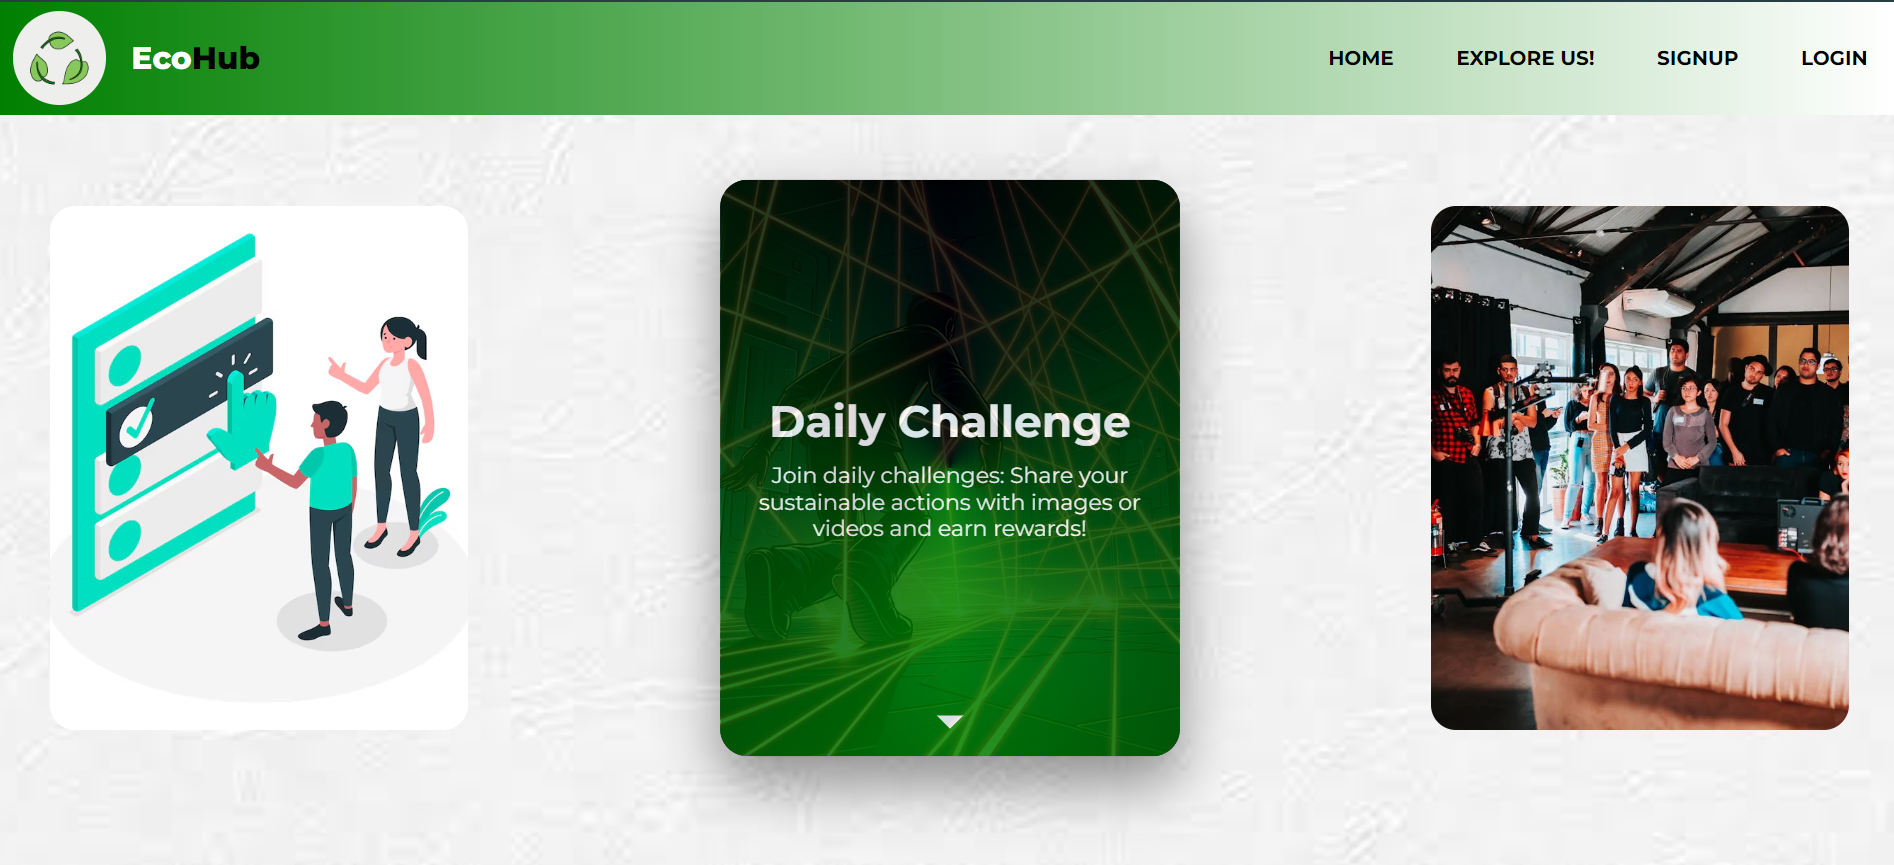 EcoHub
HOME
EXPLORE US!
SIGNUP
LOGIN
Daily Challenge
Join daily challenges: Share your
sustainable actions with images or
videos and earn rewards!